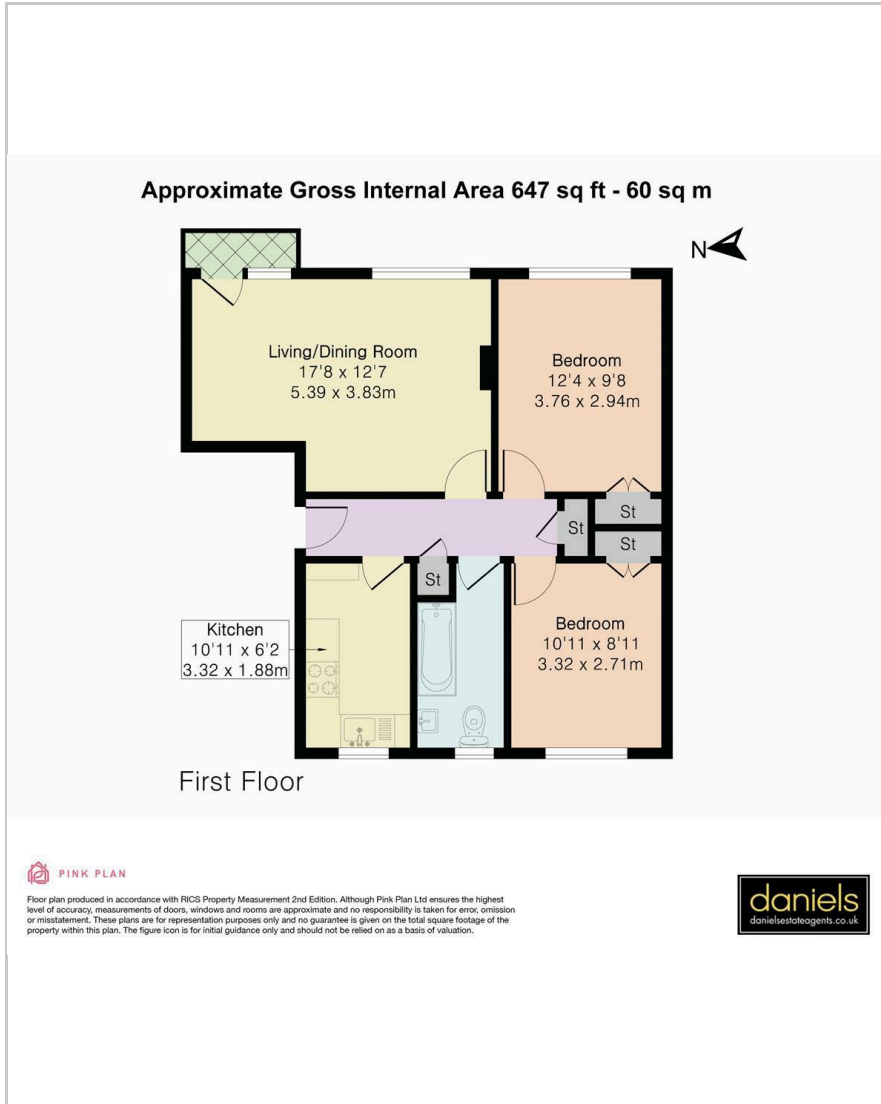 Approximate Gross Internal Area 647 sq ft - 60 sq m
N
Living/Dining Room
17'8 x 12'7
5.39 x 3.83m
Bedroom
12'4 x 9'8
3.76 x 2.94m
St
St
St
St
Kitchen
10'11 x 6'2
3.32 x 1.88m
Bedroom
10'11 x 8'11
3.32 x 2.71m
First Floor
PINK PLAN
Floor plan produced in accordance with RICS Property Measurement 2nd Edition. Although Pink Plan Ltd ensures the highest
level of accuracy, measurements of doors, windows and rooms are approximate and no responsibility is taken for error, omission
or misstatement. These plans are for representation purposes only and no guarantee is given on the total square footage of the
property within this plan. The figure icon is for initial guidance only and should not be relied on as a basis of valuation.
daniels
danielsestateagents.co.uk